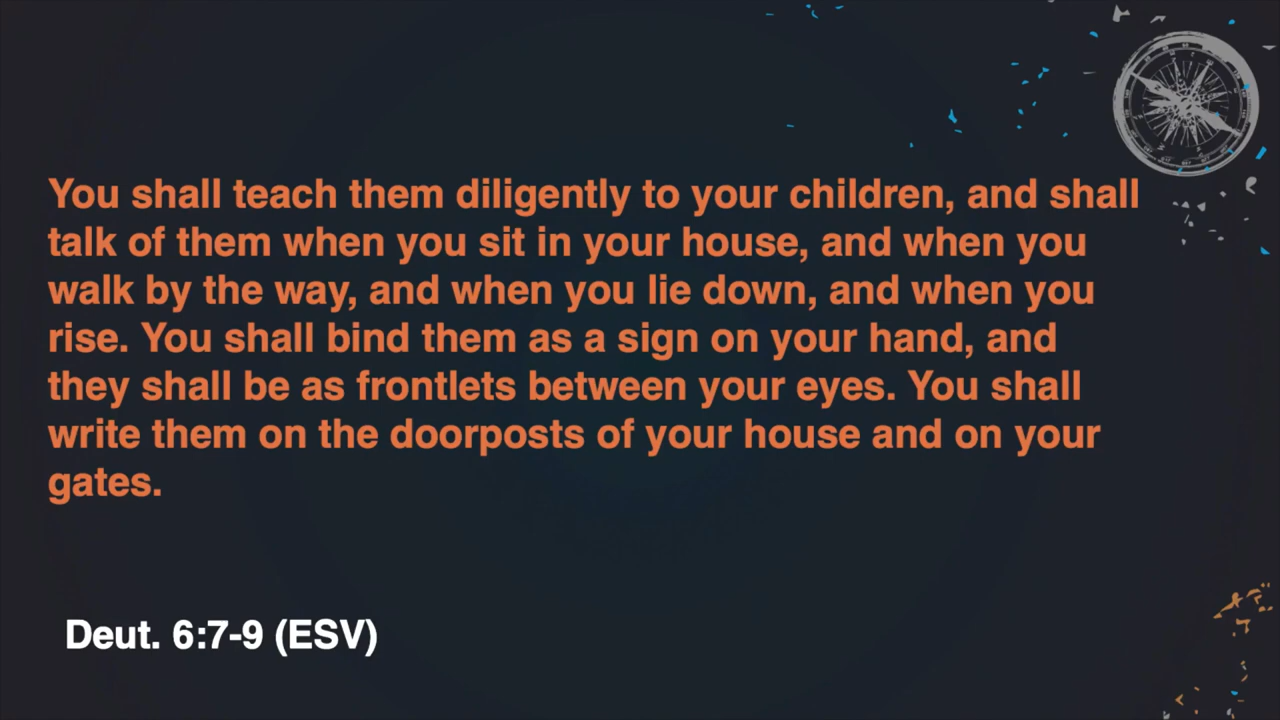 You shall teach them diligently to your children, and shall
talk of them when you sit in your house, and when you
walk by the way, and when you lie down, and when you
rise. You shall bind them as a sign on your hand, and
they shall be as frontlets between your eyes. You shall
write them on the doorposts of your house and on your
gates.
Deut. 6:7-9 (ESV)